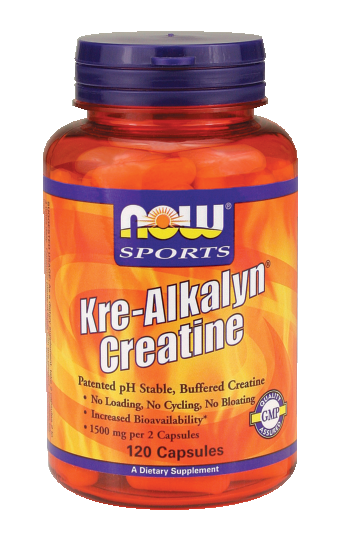 NOW®
SPORTS
Kre-Alkalyn®
Creatine
Patented pH Stable, Buffered Creatine
• No Loading, No Cycling, No Bloating
• Increased Bioavailability*
• 1500 mg per 2 Capsules
QUALITY
GMP
ASSURED
120 Capsules
A Dietary Supplement